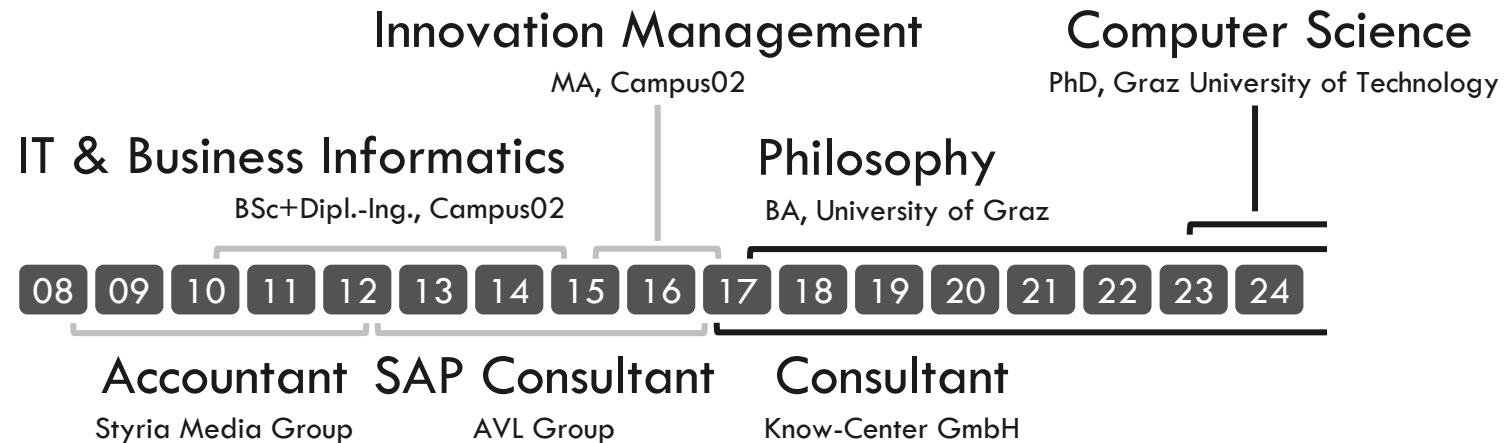 Innovation Management
MA, Campus02
Computer Science
PhD, Graz University of Technology
IT & Business Informatics
BSc+Dipl.-Ing., Campus02
Philosophy
BA, University of Graz
08 09 10 11 12 13 14 15 16 17 18 19 20 21 22 23 24
Accountant
Styria Media Group
SAP Consultant
AVL Group
Consultant
Know-Center GmbH